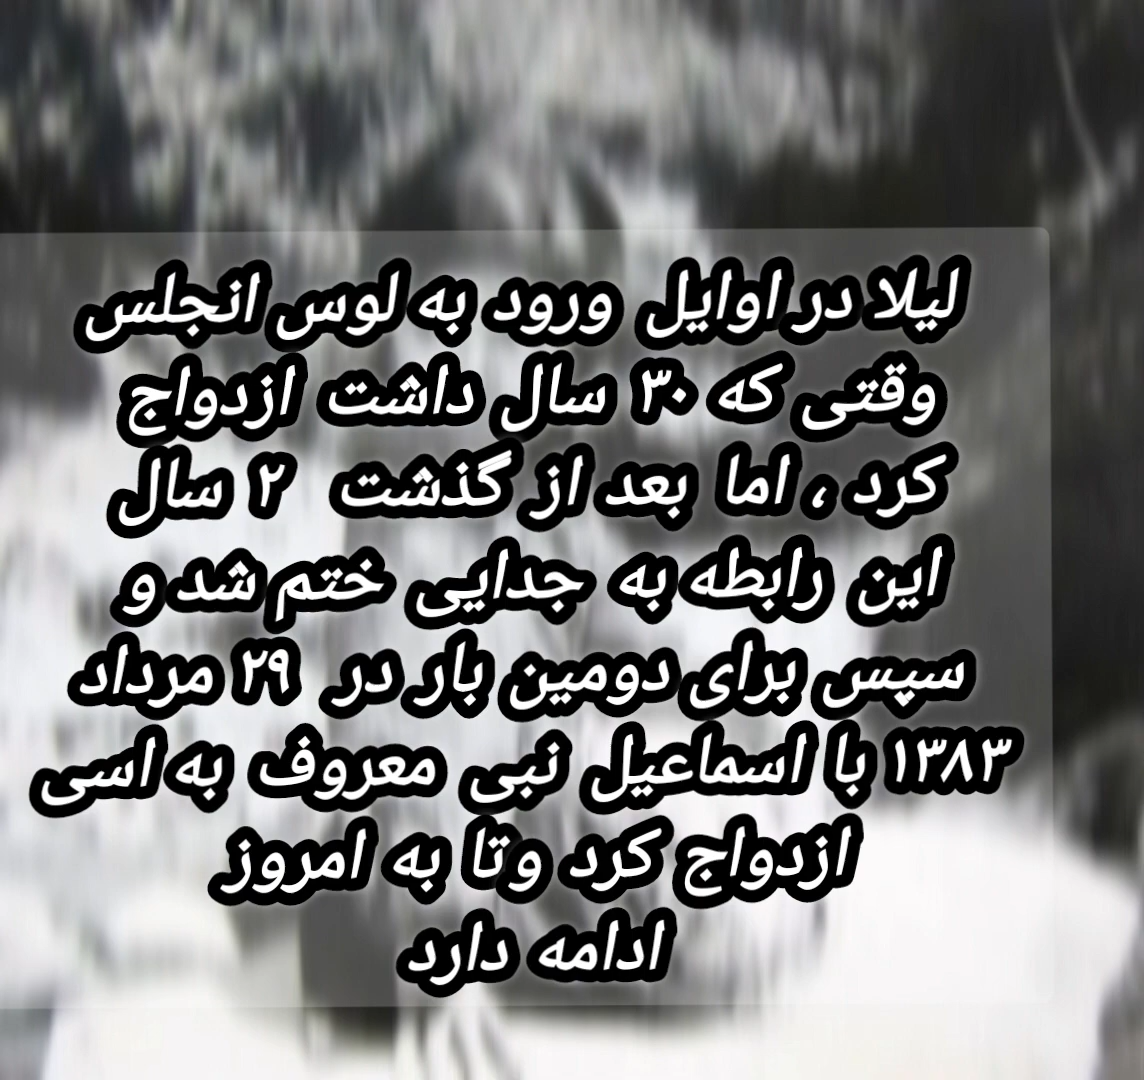 لیلا در اوایل ورود به لوس انجلس
وقتی که ۳۰ سال داشت ازدواج
کرد ، اما بعد از گذشت ۲ سال
این رابطه به جدایی ختم شد و
سپس برای دومین بار در ۲۹ مرداد
۱۳۸۳ با اسماعیل نبی معروف به اسی
ازدواج کرد وتا به امروز
ادامه دارد